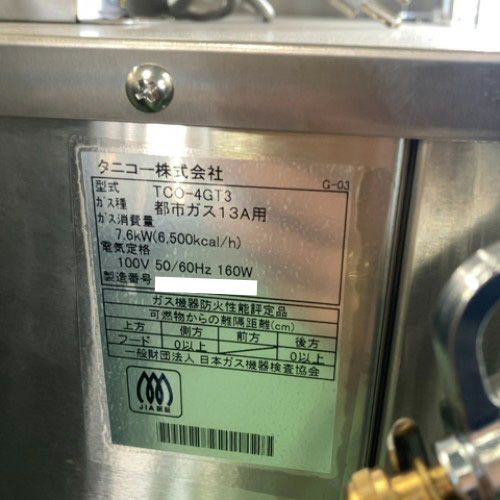 タニコー株式会社
G-03
型式 TCO-4GT3
ガス種 都市ガス13A用
ガス消費量
7.6kW(6,500kcal/h)
電気定格
100V 50/60Hz 160W
製造番号
ガス機器防火性能評定品
可燃物からの離隔距離(cm)
上方 側方 前方 後方
フード 0以上 0以上
一般財団法人 日本ガス機器検査協会
JIA